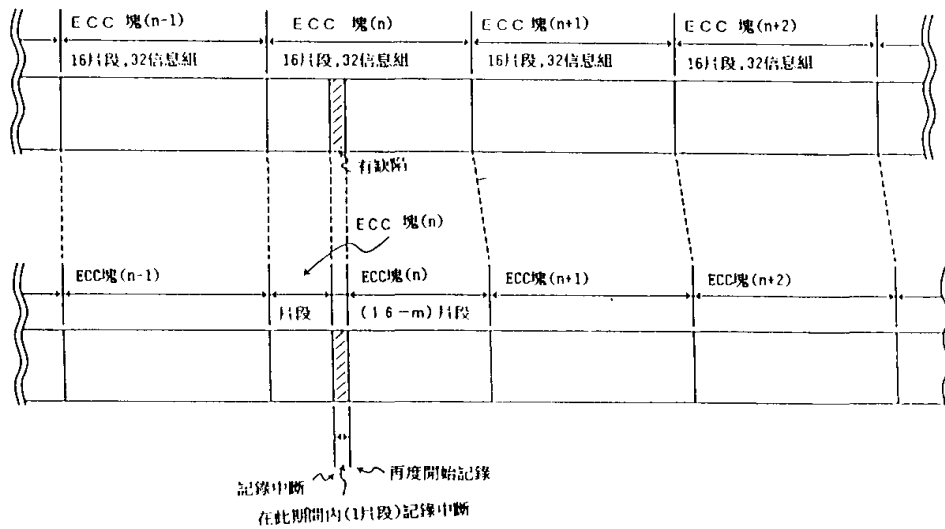 ECC 塊(n-1)
ECC 塊(n)
ECC 塊(n+1)
ECC 塊(n+2)
16片段,32信息組
16片段,32信息組
16片段,32信息組
16片段,32信息組
有缺陷
ECC 塊(n)
ECC塊(n-1)
ECC塊(n)
ECC塊(n+1)
ECC塊(n+2)
片段
(16-m)片段
記錄中斷
再度開始記錄
在此期間内(1片段)記錄中斷